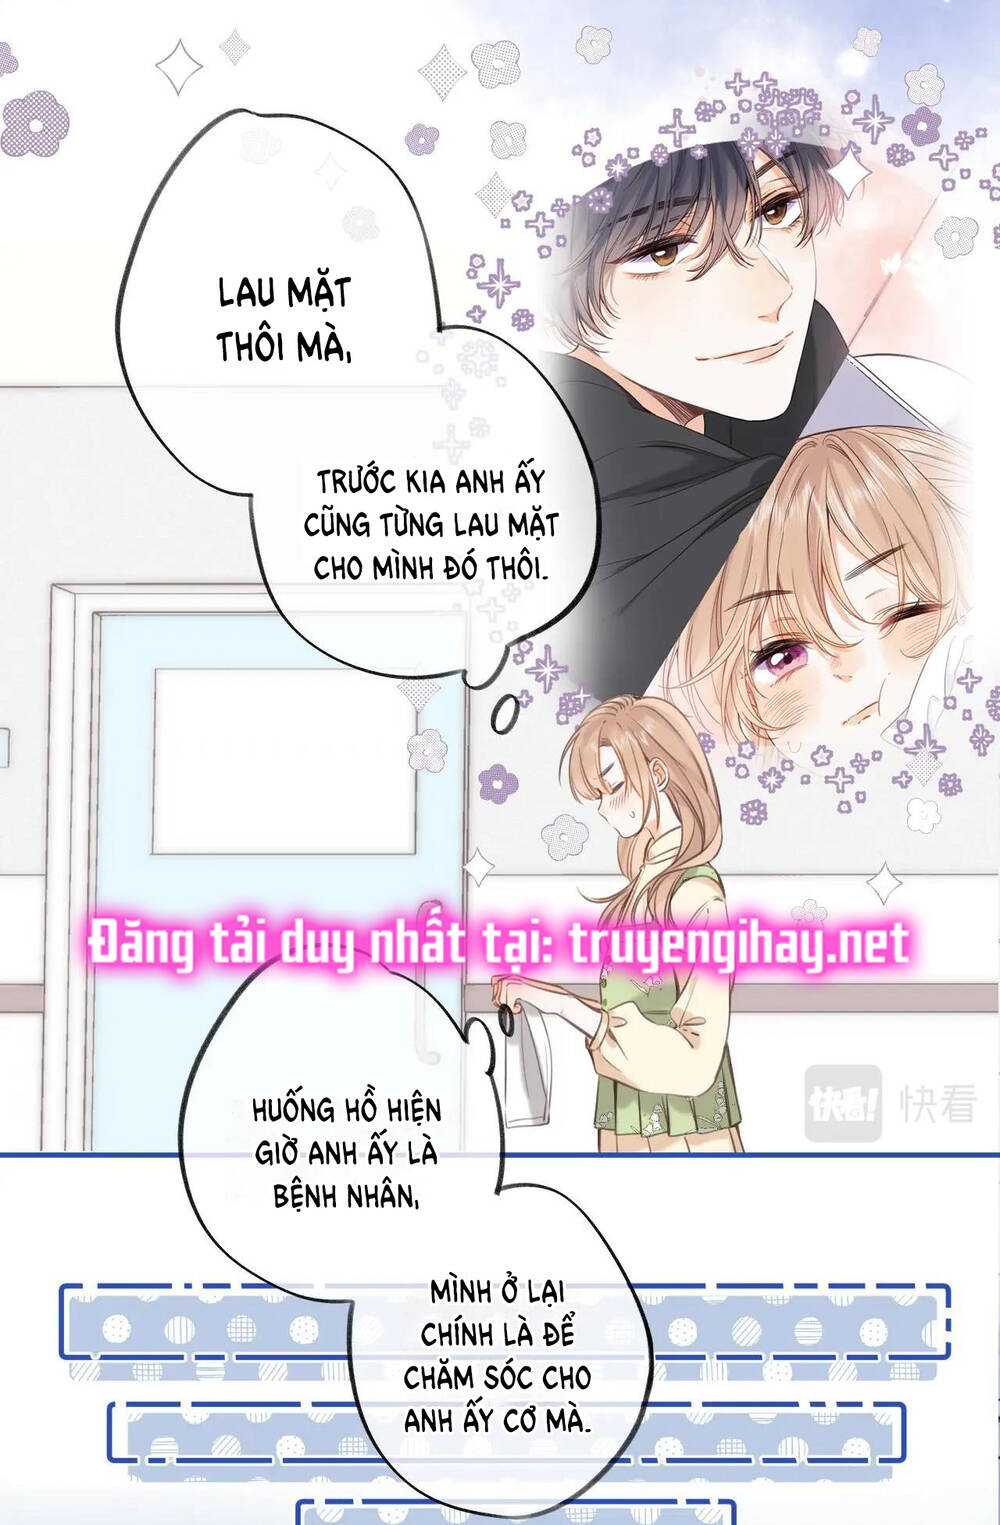 LAU MẶT
THÔI MÀ,
TRƯỚC KIA ANH ẤY
CŨNG TỪNG LAU MẶT
CHO MÌNH ĐÓ THÔI.
Đăng tải duy nhất tại: truyengihay.net
快看! 快看
HUỐNG HỒ HIỆN
GIỜ ANH ẤY LÀ
BỆNH NHÂN,
MÌNH Ở LẠI
CHÍNH LÀ ĐỂ
CHĂM SÓC CHO
ANH ẤY CƠ MÀ.